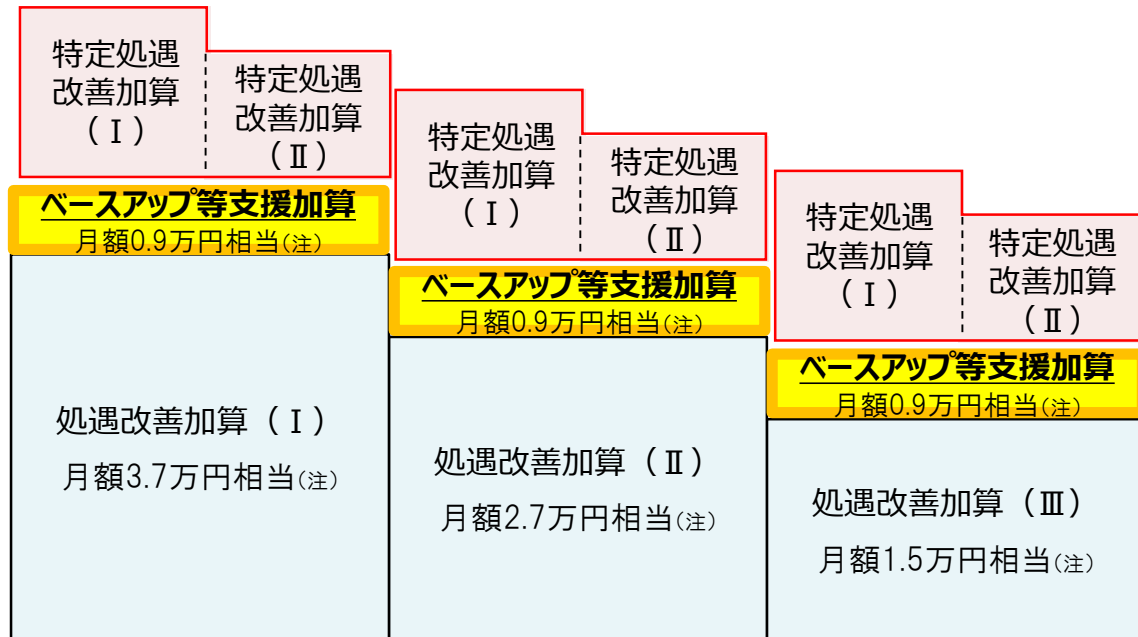 特定処遇
改善加算
(Ⅰ)
特定処遇
改善加算
(Ⅱ)
ベースアップ等支援加算
月額0.9万円相当(注)
処遇改善加算(Ⅰ)
月額3.7万円相当(注)
特定処遇
改善加算
(Ⅰ)
特定処遇
改善加算
(Ⅱ)
ベースアップ等支援加算
月額0.9万円相当(注)
処遇改善加算(Ⅱ)
月額2.7万円相当(注)
特定処遇
改善加算
(Ⅰ)
特定処遇
改善加算
(Ⅱ)
ベースアップ等支援加算
月額0.9万円相当(注)
処遇改善加算(Ⅲ)
月額1.5万円相当(注)